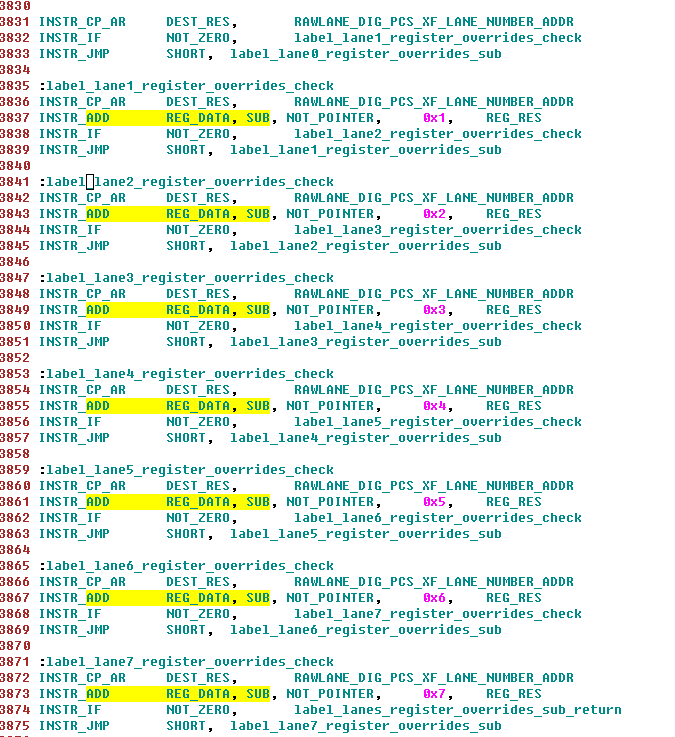 3830
3831 INSTR_CP_AR DEST_RES, RAWLANE_DIG_PCS_XF_LANE_NUMBER_ADDR
3832 INSTR_IF NOT_ZERO, label_lane1_register_overrides_check
3833 INSTR_JMP SHORT, label_lane0_register_overrides_sub
3834
3835 :label_lane1_register_overrides_check
3836 INSTR_CP_AR DEST_RES, RAWLANE_DIG_PCS_XF_LANE_NUMBER_ADDR
3837 INSTR_ADD REG_DATA, SUB, NOT_POINTER, 0x1, REG_RES
3838 INSTR_IF NOT_ZERO, label_lane2_register_overrides_check
3839 INSTR_JMP SHORT, label_lane1_register_overrides_sub
3840
3841 :label_lane2_register_overrides_check
3842 INSTR_CP_AR DEST_RES, RAWLANE_DIG_PCS_XF_LANE_NUMBER_ADDR
3843 INSTR_ADD REG_DATA, SUB, NOT_POINTER, 0x2, REG_RES
3844 INSTR_IF NOT_ZERO, label_lane3_register_overrides_check
3845 INSTR_JMP SHORT, label_lane2_register_overrides_sub
3846
3847 :label_lane3_register_overrides_check
3848 INSTR_CP_AR DEST_RES, RAWLANE_DIG_PCS_XF_LANE_NUMBER_ADDR
3849 INSTR_ADD REG_DATA, SUB, NOT_POINTER, 0x3, REG_RES
3850 INSTR_IF NOT_ZERO, label_lane4_register_overrides_check
3851 INSTR_JMP SHORT, label_lane3_register_overrides_sub
3852
3853 :label_lane4_register_overrides_check
3854 INSTR_CP_AR DEST_RES, RAWLANE_DIG_PCS_XF_LANE_NUMBER_ADDR
3855 INSTR_ADD REG_DATA, SUB, NOT_POINTER, 0x4, REG_RES
3856 INSTR_IF NOT_ZERO, label_lane5_register_overrides_check
3857 INSTR_JMP SHORT, label_lane4_register_overrides_sub
3858
3859 :label_lane5_register_overrides_check
3860 INSTR_CP_AR DEST_RES, RAWLANE_DIG_PCS_XF_LANE_NUMBER_ADDR
3861 INSTR_ADD REG_DATA, SUB, NOT_POINTER, 0x5, REG_RES
3862 INSTR_IF NOT_ZERO, label_lane6_register_overrides_check
3863 INSTR_JMP SHORT, label_lane5_register_overrides_sub
3864
3865 :label_lane6_register_overrides_check
3866 INSTR_CP_AR DEST_RES, RAWLANE_DIG_PCS_XF_LANE_NUMBER_ADDR
3867 INSTR_ADD REG_DATA, SUB, NOT_POINTER, 0x6, REG_RES
3868 INSTR_IF NOT_ZERO, label_lane7_register_overrides_check
3869 INSTR_JMP SHORT, label_lane6_register_overrides_sub
3870
3871 :label_lane7_register_overrides_check
3872 INSTR_CP_AR DEST_RES, RAWLANE_DIG_PCS_XF_LANE_NUMBER_ADDR
3873 INSTR_ADD REG_DATA, SUB, NOT_POINTER, 0x7, REG_RES
3874 INSTR_IF NOT_ZERO, label_lanes_register_overrides_sub_return
3875 INSTR_JMP SHORT, label_lane7_register_overrides_sub